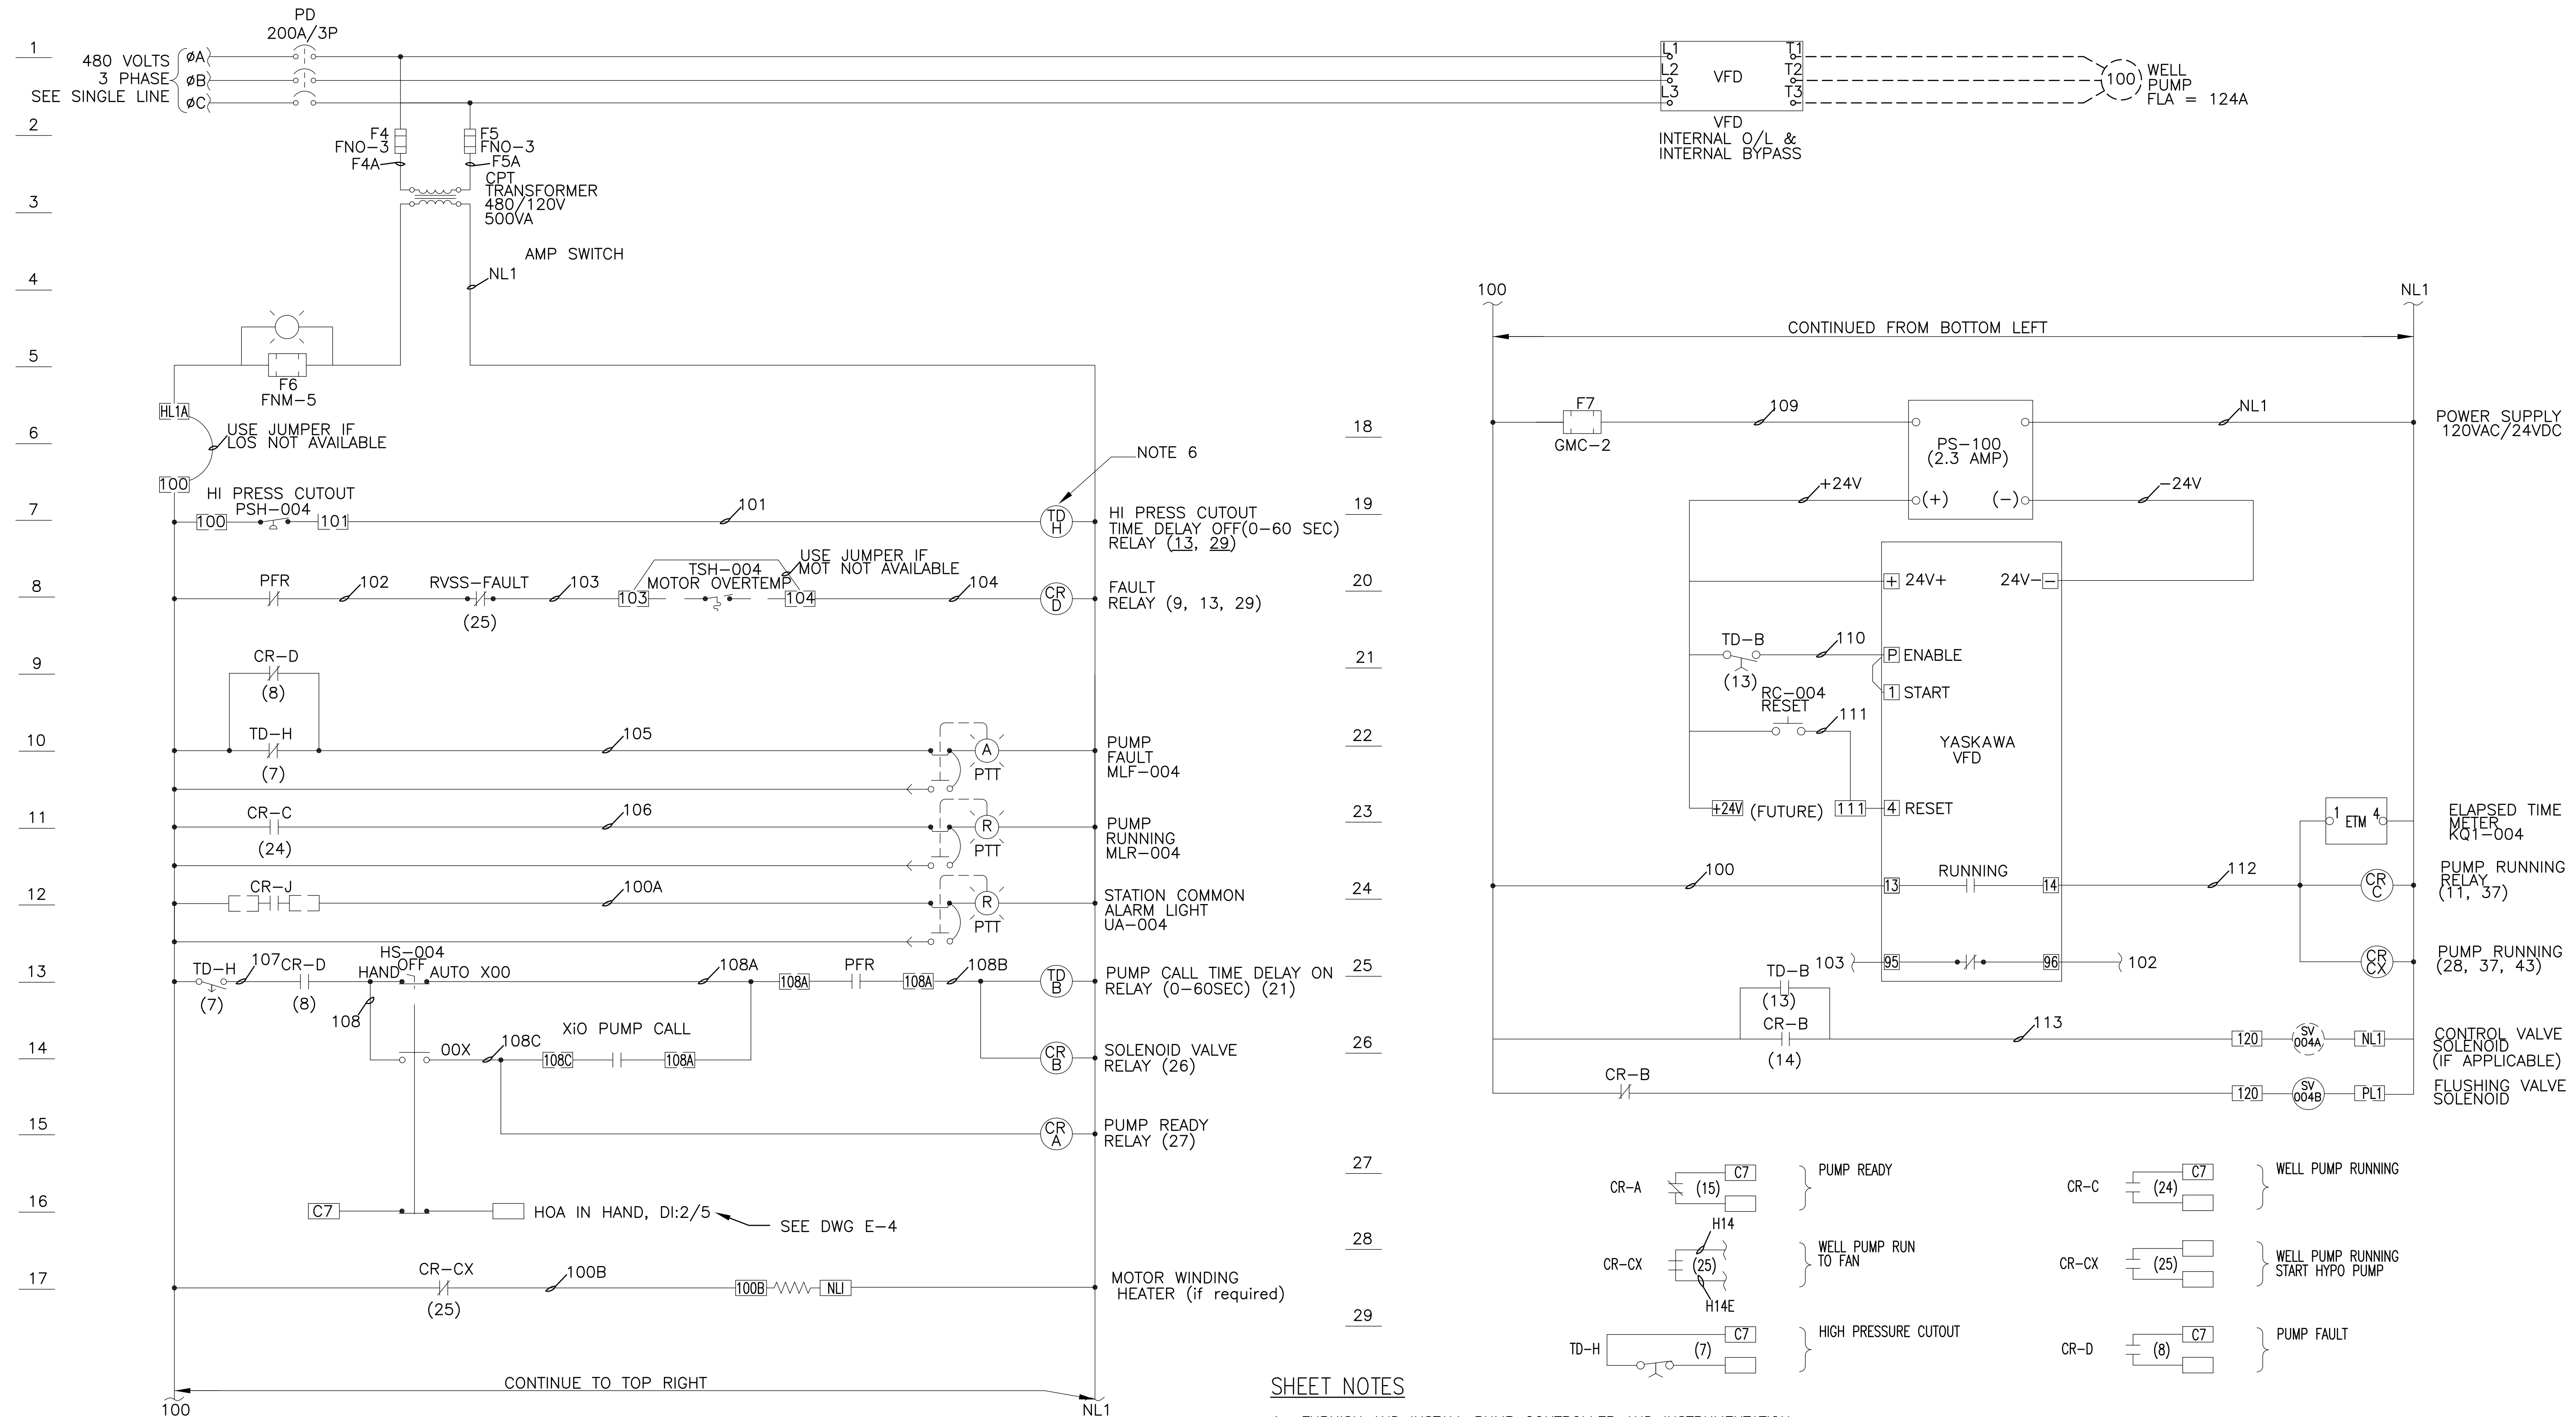 PD
200A/3P
1
480 VOLTS
3 PHASE
SEE SINGLE LINE
øA
øB
øC
L1
L2
L3
VFD
T1
T2
T3
100
WELL
PUMP
FLA = 124A
VFD
INTERNAL O/L &
INTERNAL BYPASS
2
F4
FNO-3
F4A
F5
FNO-3
F5A
CPT
TRANSFORMER
480/120V
500VA
3
AMP SWITCH
4
NL1
5
F6
FNM-5
HL1A
6
USE JUMPER IF
LOS NOT AVAILABLE
100
NOTE 6
7
HI PRESS CUTOUT
PSH-004
100
101
101
TD
H
HI PRESS CUTOUT
TIME DELAY OFF(0-60 SEC)
RELAY (13, 29)
8
PFR
102
RVSS-FAULT
(25)
103
103
TSH-004
MOTOR OVERTEMP
USE JUMPER IF
MOT NOT AVAILABLE
104
104
CR
D
FAULT
RELAY (9, 13, 29)
9
CR-D
(8)
10
TD-H
(7)
105
A
PTT
PUMP
FAULT
MLF-004
11
CR-C
(24)
106
R
PTT
PUMP
RUNNING
MLR-004
12
CR-J
100A
R
PTT
STATION COMMON
ALARM LIGHT
UA-004
13
TD-H
(7)
107
CR-D
(8)
HS-004
HAND
OFF
AUTO X00
108
108A
108A
PFR
108A
108B
TD
B
PUMP CALL TIME DELAY ON
RELAY (0-60SEC) (21)
14
00X
108C
XiO PUMP CALL
108C
108A
CR
B
SOLENOID VALVE
RELAY (26)
15
CR
A
PUMP READY
RELAY (27)
16
C7
HOA IN HAND, DI:2/5
SEE DWG E-4
17
CR-CX
(25)
100B
100B
NLI
MOTOR WINDING
HEATER (if required)
CONTINUE TO TOP RIGHT
100
NL1
100
NL1
CONTINUED FROM BOTTOM LEFT
18
F7
GMC-2
109
PS-100
(2.3 AMP)
NL1
POWER SUPPLY
120VAC/24VDC
19
+24V
(+)
(-)
-24V
20
+
24V+
24V-
-
21
TD-B
(13)
110
P
ENABLE
1
START
22
RC-004
RESET
111
YASKAWA
VFD
23
+24V
(FUTURE)
111
4
RESET
1
ETM
4
ELAPSED TIME
METER
KQ1-004
24
100
13
RUNNING
14
112
CR
C
PUMP RUNNING
RELAY
(11, 37)
25
103
95
96
102
CR
CX
PUMP RUNNING
(28, 37, 43)
TD-B
(13)
26
CR-B
(14)
113
120
SV
004A
NL1
CONTROL VALVE
SOLENOID
(IF APPLICABLE)
CR-B
120
SV
004B
PL1
FLUSHING VALVE
SOLENOID
27
CR-A
(15)
C7
PUMP READY
CR-C
(24)
C7
WELL PUMP RUNNING
28
CR-CX
H14
(25)
H14E
WELL PUMP RUN
TO FAN
CR-CX
(25)
WELL PUMP RUNNING
START HYPO PUMP
29
TD-H
(7)
C7
HIGH PRESSURE CUTOUT
CR-D
(8)
C7
PUMP FAULT
SHEET NOTES